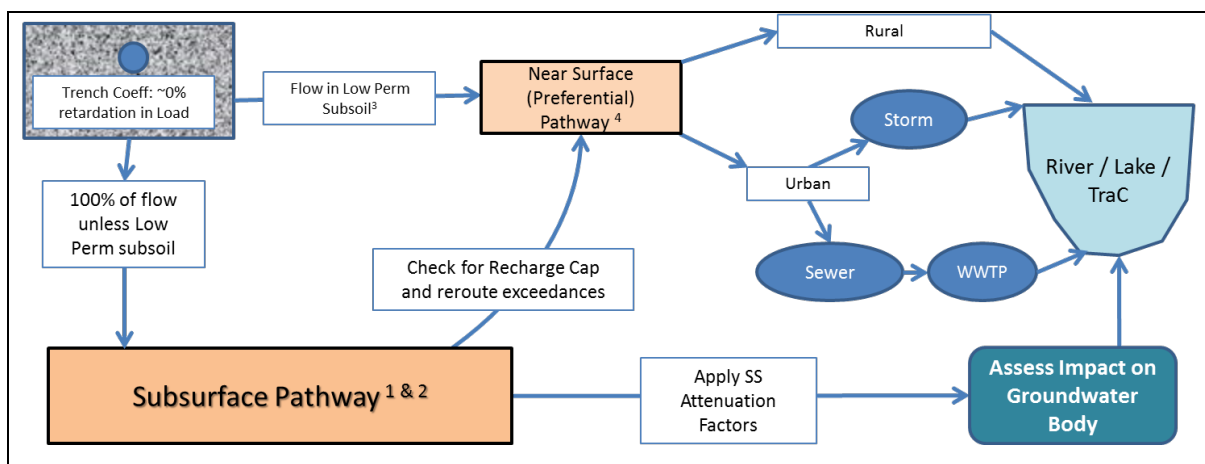 Trench Coeff: ~0%
retardation in Load
Flow in Low Perm
Subsoil³
Near Surface
(Preferential)
Pathway ⁴
Rural
Storm
Urban
Sewer
WWTP
River / Lake /
TraC
100% of flow
unless Low
Perm subsoil
Check for Recharge Cap
and reroute exceedances
Subsurface Pathway ¹ & ²
Apply SS
Attenuation
Factors
Assess Impact on
Groundwater
Body